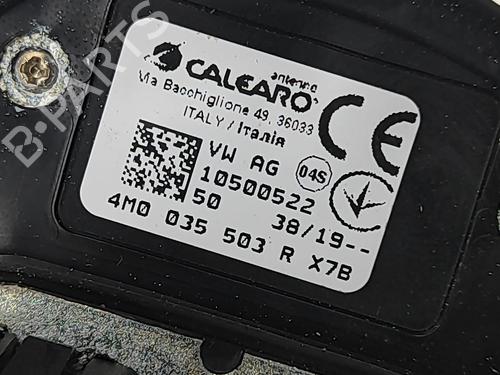 antenne
CALEARO
Via Bacchiglione 49, 36033
ITALY / Italia
CE
VW AG
04S
10500522
50 38/19--
4M0 035 503 R X7B
B-PARTS